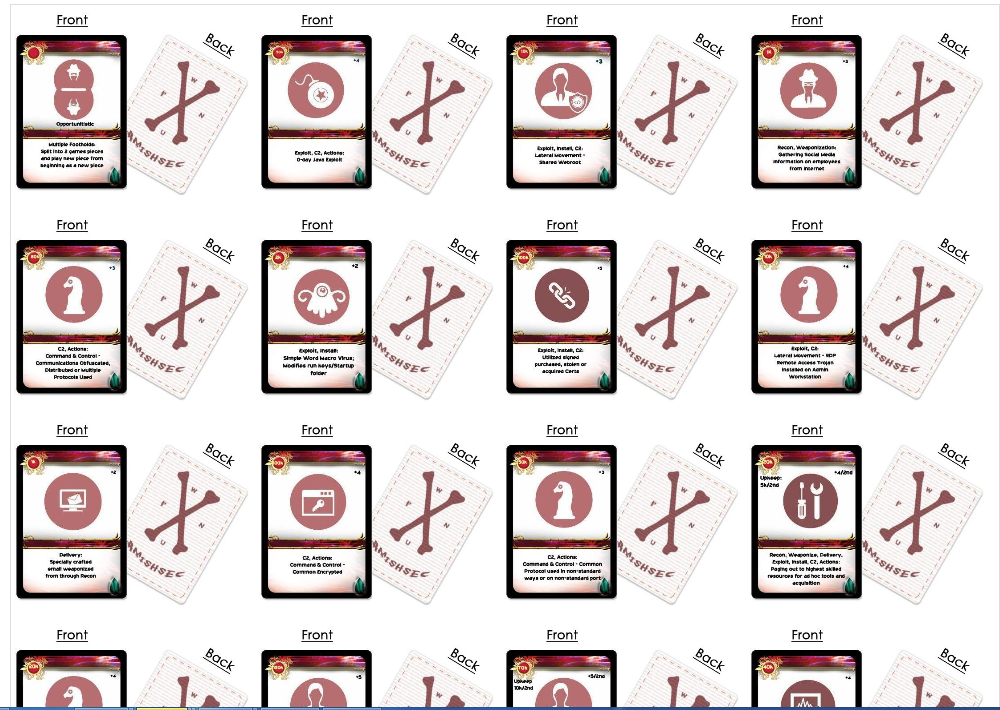 Front
Back
Front
Back
Front
Back
Front
Back
Opportunitistic
Multiple Footholds:
Split into 2 games pieces
and play new piece from
beginning as a new piece
P W N U
AMISHSEC
+4
Exploit, C2, Actions:
0-day Java Exploit
P W N U
AMISHSEC
+3
Exploit, Install, C2:
Lateral Movement -
Shared Webroot
P W N U
AMISHSEC
Recon, Weaponization:
Gathering Social Media
Information on employees
from Internet
P W N U
AMISHSEC
Front
Back
Front
Back
Front
Back
Front
Back
+3
C2, Actions:
Command & Control -
Communications Obfuscated,
Distributed or Multiple
Protocols Used
P W N U
AMISHSEC
+2
Exploit, Install:
Simple Word Macro Virus;
Modifies run keys/Startup
folder
P W N U
AMISHSEC
Exploit, Install, C2:
Utilized signed
purchased, stolen or
acquired Certs
P W N U
AMISHSEC
+4
Exploit, C2:
Lateral Movement - RDP
Remote Access Trojan
Installed on Admin
Workstation
P W N U
AMISHSEC
Front
Back
Front
Back
Front
Back
Front
Back
+2
Delivery:
Specially crafted
email weaponized
from through Recon
P W N U
AMISHSEC
+4
C2, Actions:
Command & Control -
Common Encrypted
P W N U
AMISHSEC
C2, Actions:
Command & Control - Common
Protocol used in non-standard
ways or on non-standard port
P W N U
AMISHSEC
+4/2nd
Upkeep:
5k/2nd
Recon, Weaponize, Delivery,
Exploit, Install, C2, Actions:
Paying out to highest skilled
resources for ad hoc tools and
acquisition
P W N U
AMISHSEC
Front
Back
Front
Back
Front
Back
Front
Back
+4
W
+5
W
+5/2nd
Upkeep
10k/2nd
W
+4
W